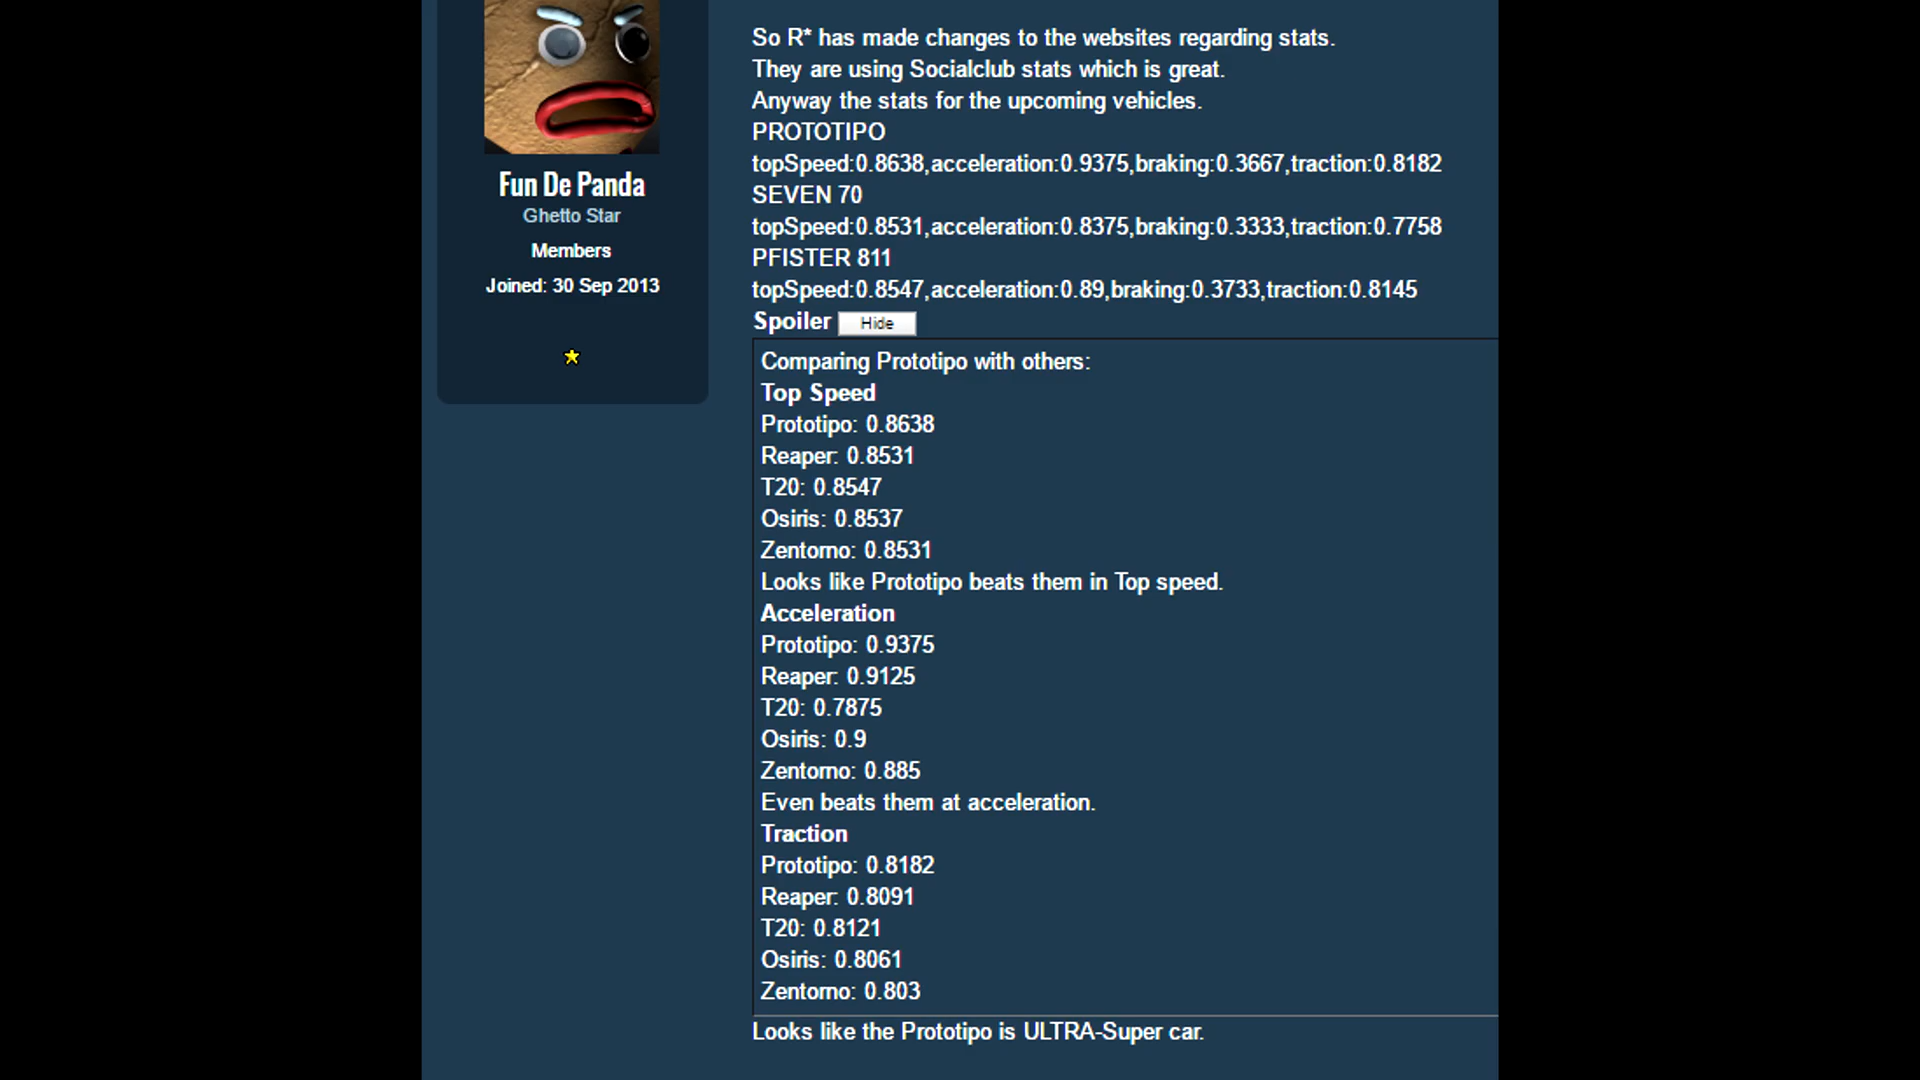 So R* has made changes to the websites regarding stats.
They are using Socialclub stats which is great.
Anyway the stats for the upcoming vehicles.
PROTOTIPO
topSpeed:0.8638,acceleration:0.9375,braking:0.3667,traction:0.8182
SEVEN 70
topSpeed:0.8531,acceleration:0.8375,braking:0.3333,traction:0.7758
PFISTER 811
topSpeed:0.8547,acceleration:0.89,braking:0.3733,traction:0.8145
Spoiler Hide
Comparing Prototipo with others:
Top Speed
Prototipo: 0.8638
Reaper: 0.8531
T20: 0.8547
Osiris: 0.8537
Zentorno: 0.8531
Looks like Prototipo beats them in Top speed.
Acceleration
Prototipo: 0.9375
Reaper: 0.9125
T20: 0.7875
Osiris: 0.9
Zentorno: 0.885
Even beats them at acceleration.
Traction
Prototipo: 0.8182
Reaper: 0.8091
T20: 0.8121
Osiris: 0.8061
Zentorno: 0.803
Looks like the Prototipo is ULTRA-Super car.
Fun De Panda
Ghetto Star
Members
Joined: 30 Sep 2013